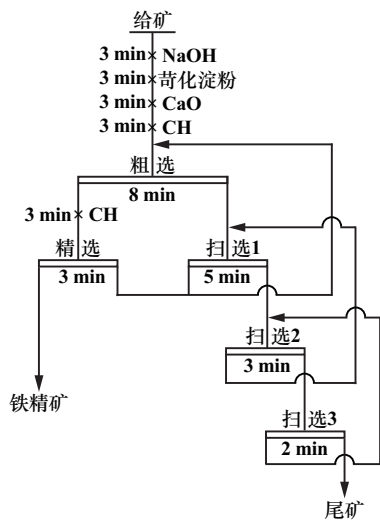 给矿
3 min × NaOH
3 min × 苛化淀粉
3 min × CaO
3 min × CH
粗 选
8 min
3 min × CH
精 选
3 min
扫 选1
5 min
扫 选2
3 min
铁精矿
扫 选3
2 min
尾矿